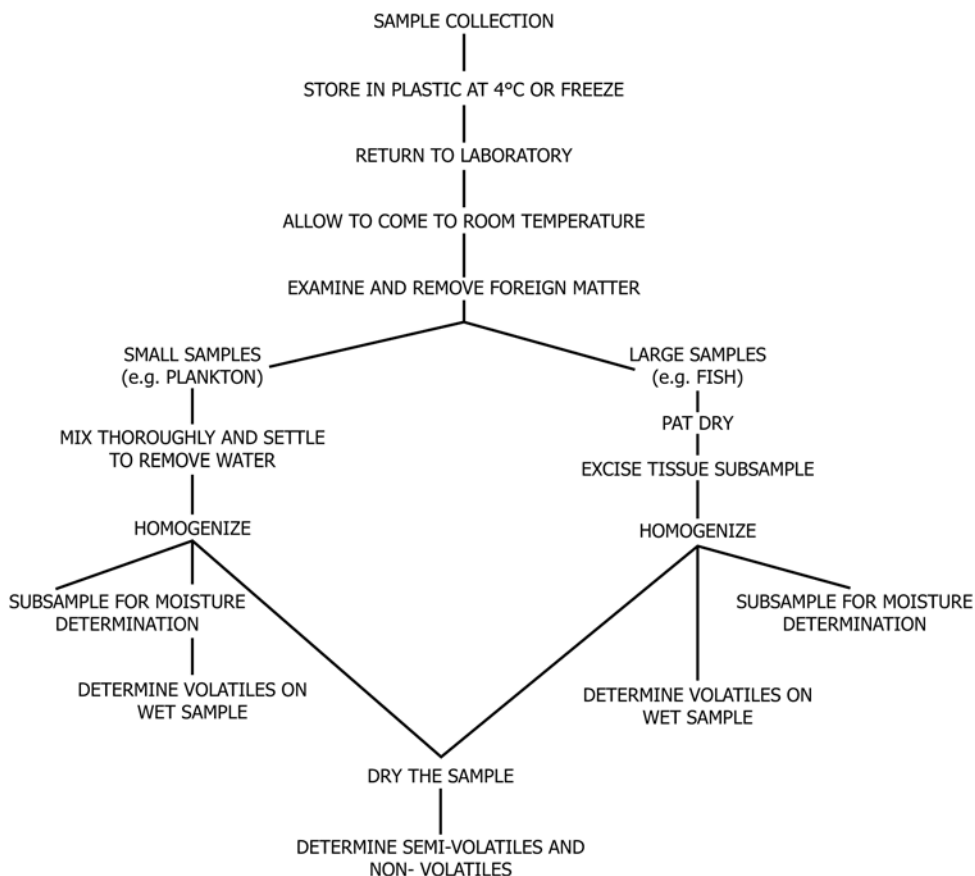 SAMPLE COLLECTION
STORE IN PLASTIC AT 4°C OR FREEZE
RETURN TO LABORATORY
ALLOW TO COME TO ROOM TEMPERATURE
EXAMINE AND REMOVE FOREIGN MATTER
SMALL SAMPLES
(e.g. PLANKTON)
MIX THOROUGHLY AND SETTLE
TO REMOVE WATER
HOMOGENIZE
SUBSAMPLE FOR MOISTURE
DETERMINATION
DETERMINE VOLATILES ON
WET SAMPLE
LARGE SAMPLES
(e.g. FISH)
PAT DRY
EXCISE TISSUE SUBSAMPLE
HOMOGENIZE
SUBSAMPLE FOR MOISTURE
DETERMINATION
DETERMINE VOLATILES ON
WET SAMPLE
DRY THE SAMPLE
DETERMINE SEMI-VOLATILES AND
NON- VOLATILES